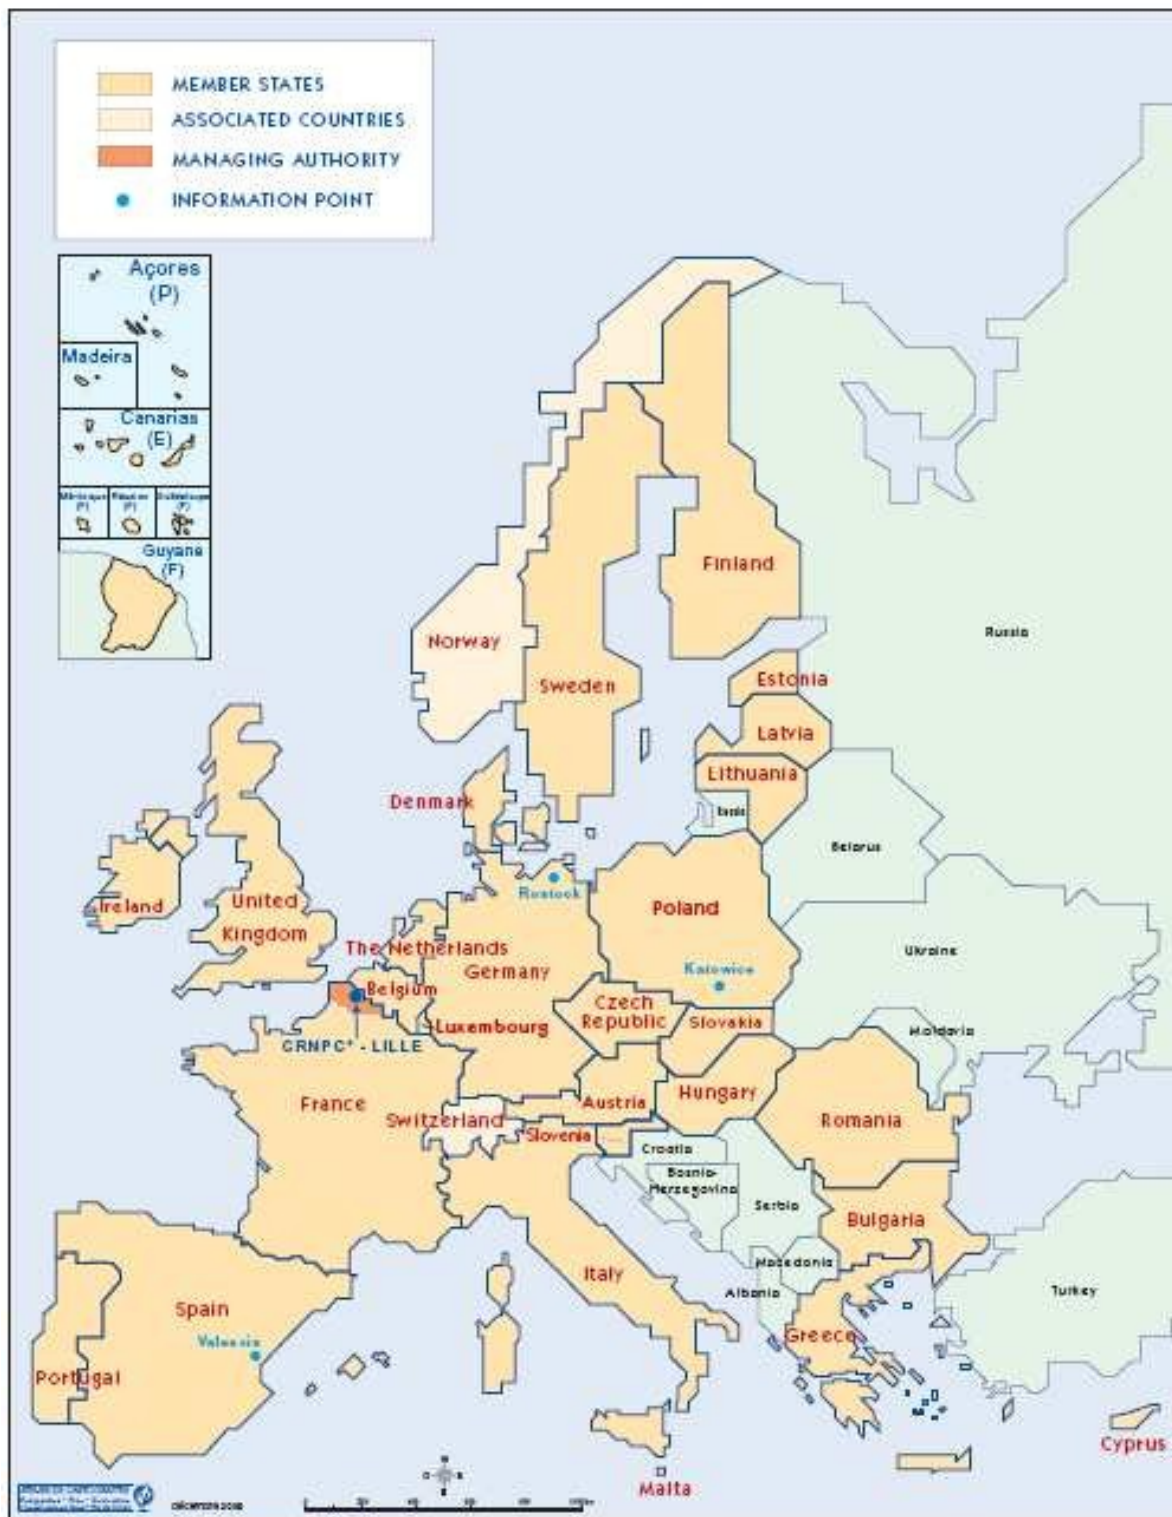 MEMBER STATES
ASSOCIATED COUNTRIES
MANAGING AUTHORITY
INFORMATION POINT
Açores
(P)
Madeira
Canarias
(E)
(F)
(F)
(F)
Guyane
(F)
Finland
Norway
Russia
Sweden
Estonia
Latvia
Lithuania
Denmark
Belarus
Rostock
Ireland
United
Kingdom
Poland
The Netherlands
Germany
Katowice
Ukraine
Belgium
Czech
Republic
Slovakia
Luxembourg
Moldavia
GRNPC* - LILLE
France
Switzerland
Austria
Hungary
Romania
Slovenia
Croatia
Bosnia-
Herzegovina
Serbia
Bulgaria
Macedonia
Albania
Italy
Turkey
Spain
Valencia
Greece
Portugal
Cyprus
Malta